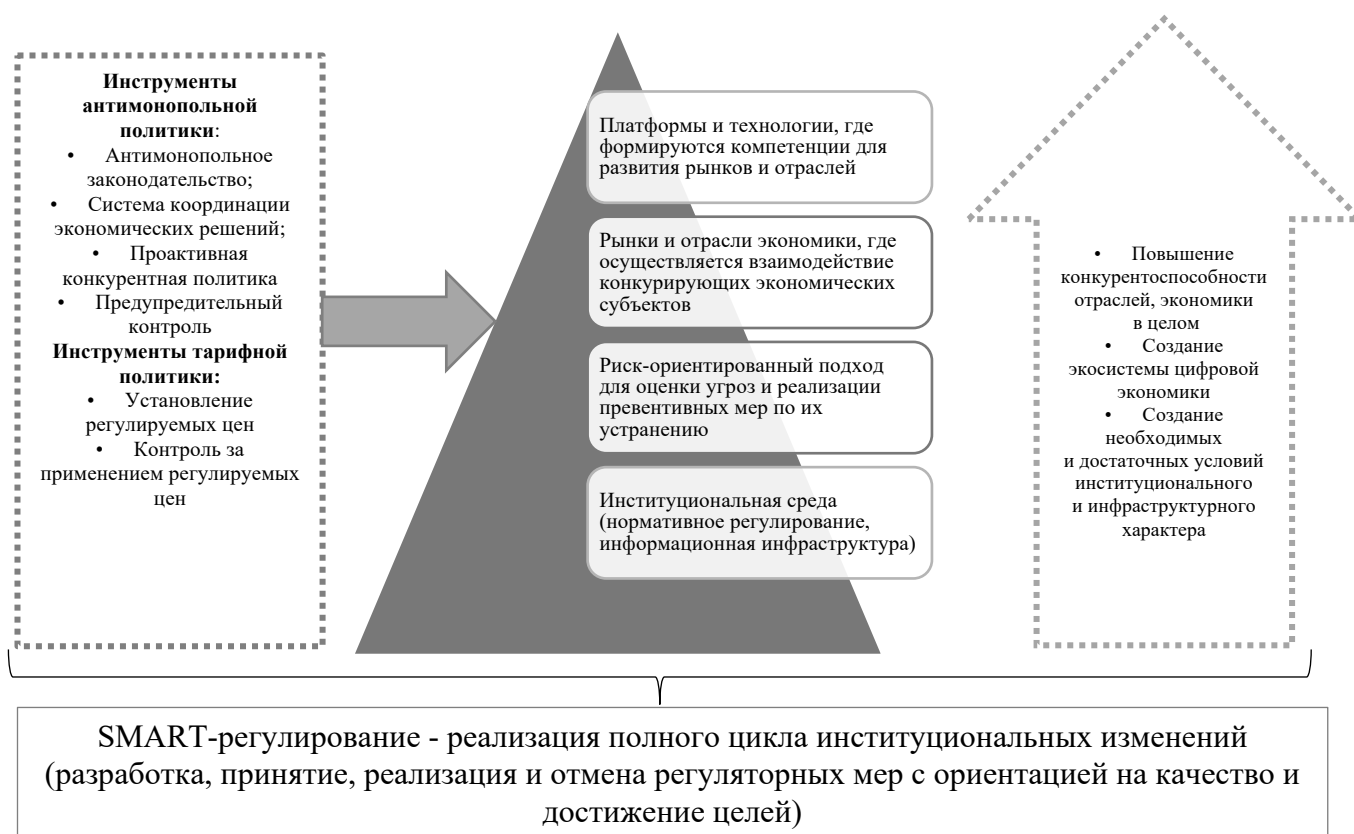 Инструменты
антимонопольной
политики:
• Антимонопольное
законодательство;
• Система координации
экономических решений;
• Проактивная
конкурентная политика
• Предупредительный
контроль
Инструменты тарифной
политики:
• Установление
регулируемых цен
• Контроль за
применением регулируемых
цен
Платформы и технологии, где
формируются компетенции для
развития рынков и отраслей
Рынки и отрасли экономики, где
осуществляется взаимодействие
конкурирующих экономических
субъектов
Риск-ориентированный подход
для оценки угроз и реализации
превентивных мер по их
устранению
Институциональная среда
(нормативное регулирование,
информационная инфраструктура)
• Повышение
конкурентоспособности
отраслей, экономики
в целом
• Создание
экосистемы цифровой
экономики
• Создание
необходимых
и достаточных условий
институционального
и инфраструктурного
характера
SMART-регулирование - реализация полного цикла институциональных изменений
(разработка, принятие, реализация и отмена регуляторных мер с ориентацией на качество и
достижение целей)